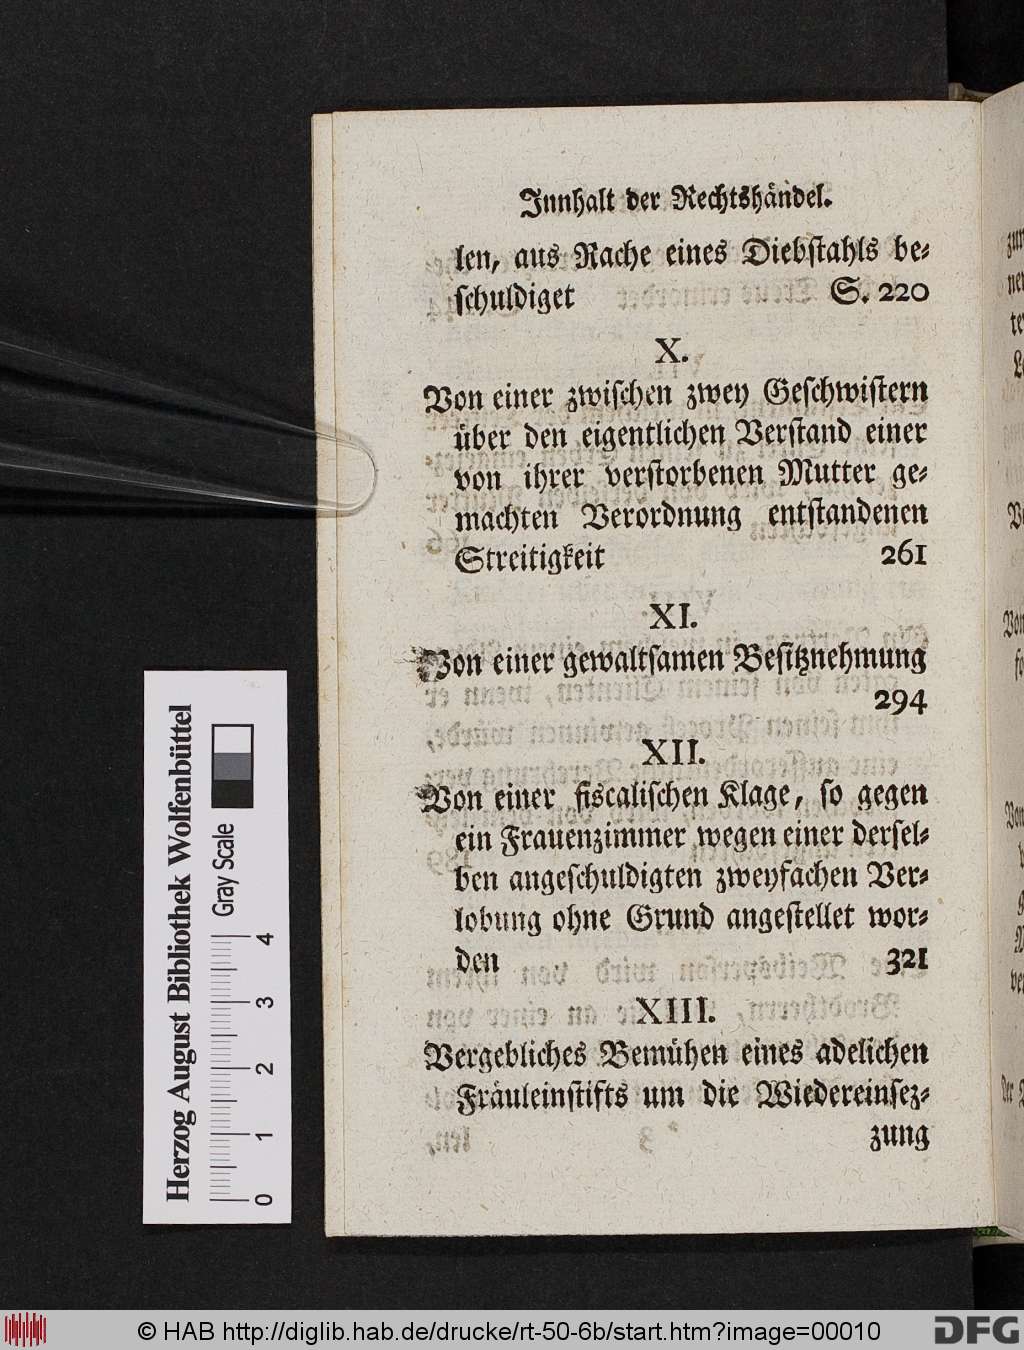 Innhalt der Rechtshändel.
len, aus Rache eines Diebſtahls be⸗
ſchuldiget S. 220
X.
Von einer zwiſchen zwey Geſchwiſtern
über den eigentlichen Verſtand einer
von ihrer verſtorbenen Mutter ge⸗
machten Verordnung entſtandenen
Streitigkeit 261
XI.
Von einer gewaltſamen Beſitznehmung
294
XII.
Von einer fiscaliſchen Klage, ſo gegen
ein Frauenzimmer wegen einer derſel⸗
ben angeſchuldigten zweyfachen Ver⸗
lobung ohne Grund angeſtellet wor⸗
den 321
XIII.
Vergebliches Bemühen eines adelichen
Fräuleinſtifts um die Wiedereinſez⸗
zung
Herzog August Bibliothek Wolfenbüttel
Gray Scale
0 1 2 3 4
© HAB http://diglib.hab.de/drucke/rt-50-6b/start.htm?image=00010
DFG